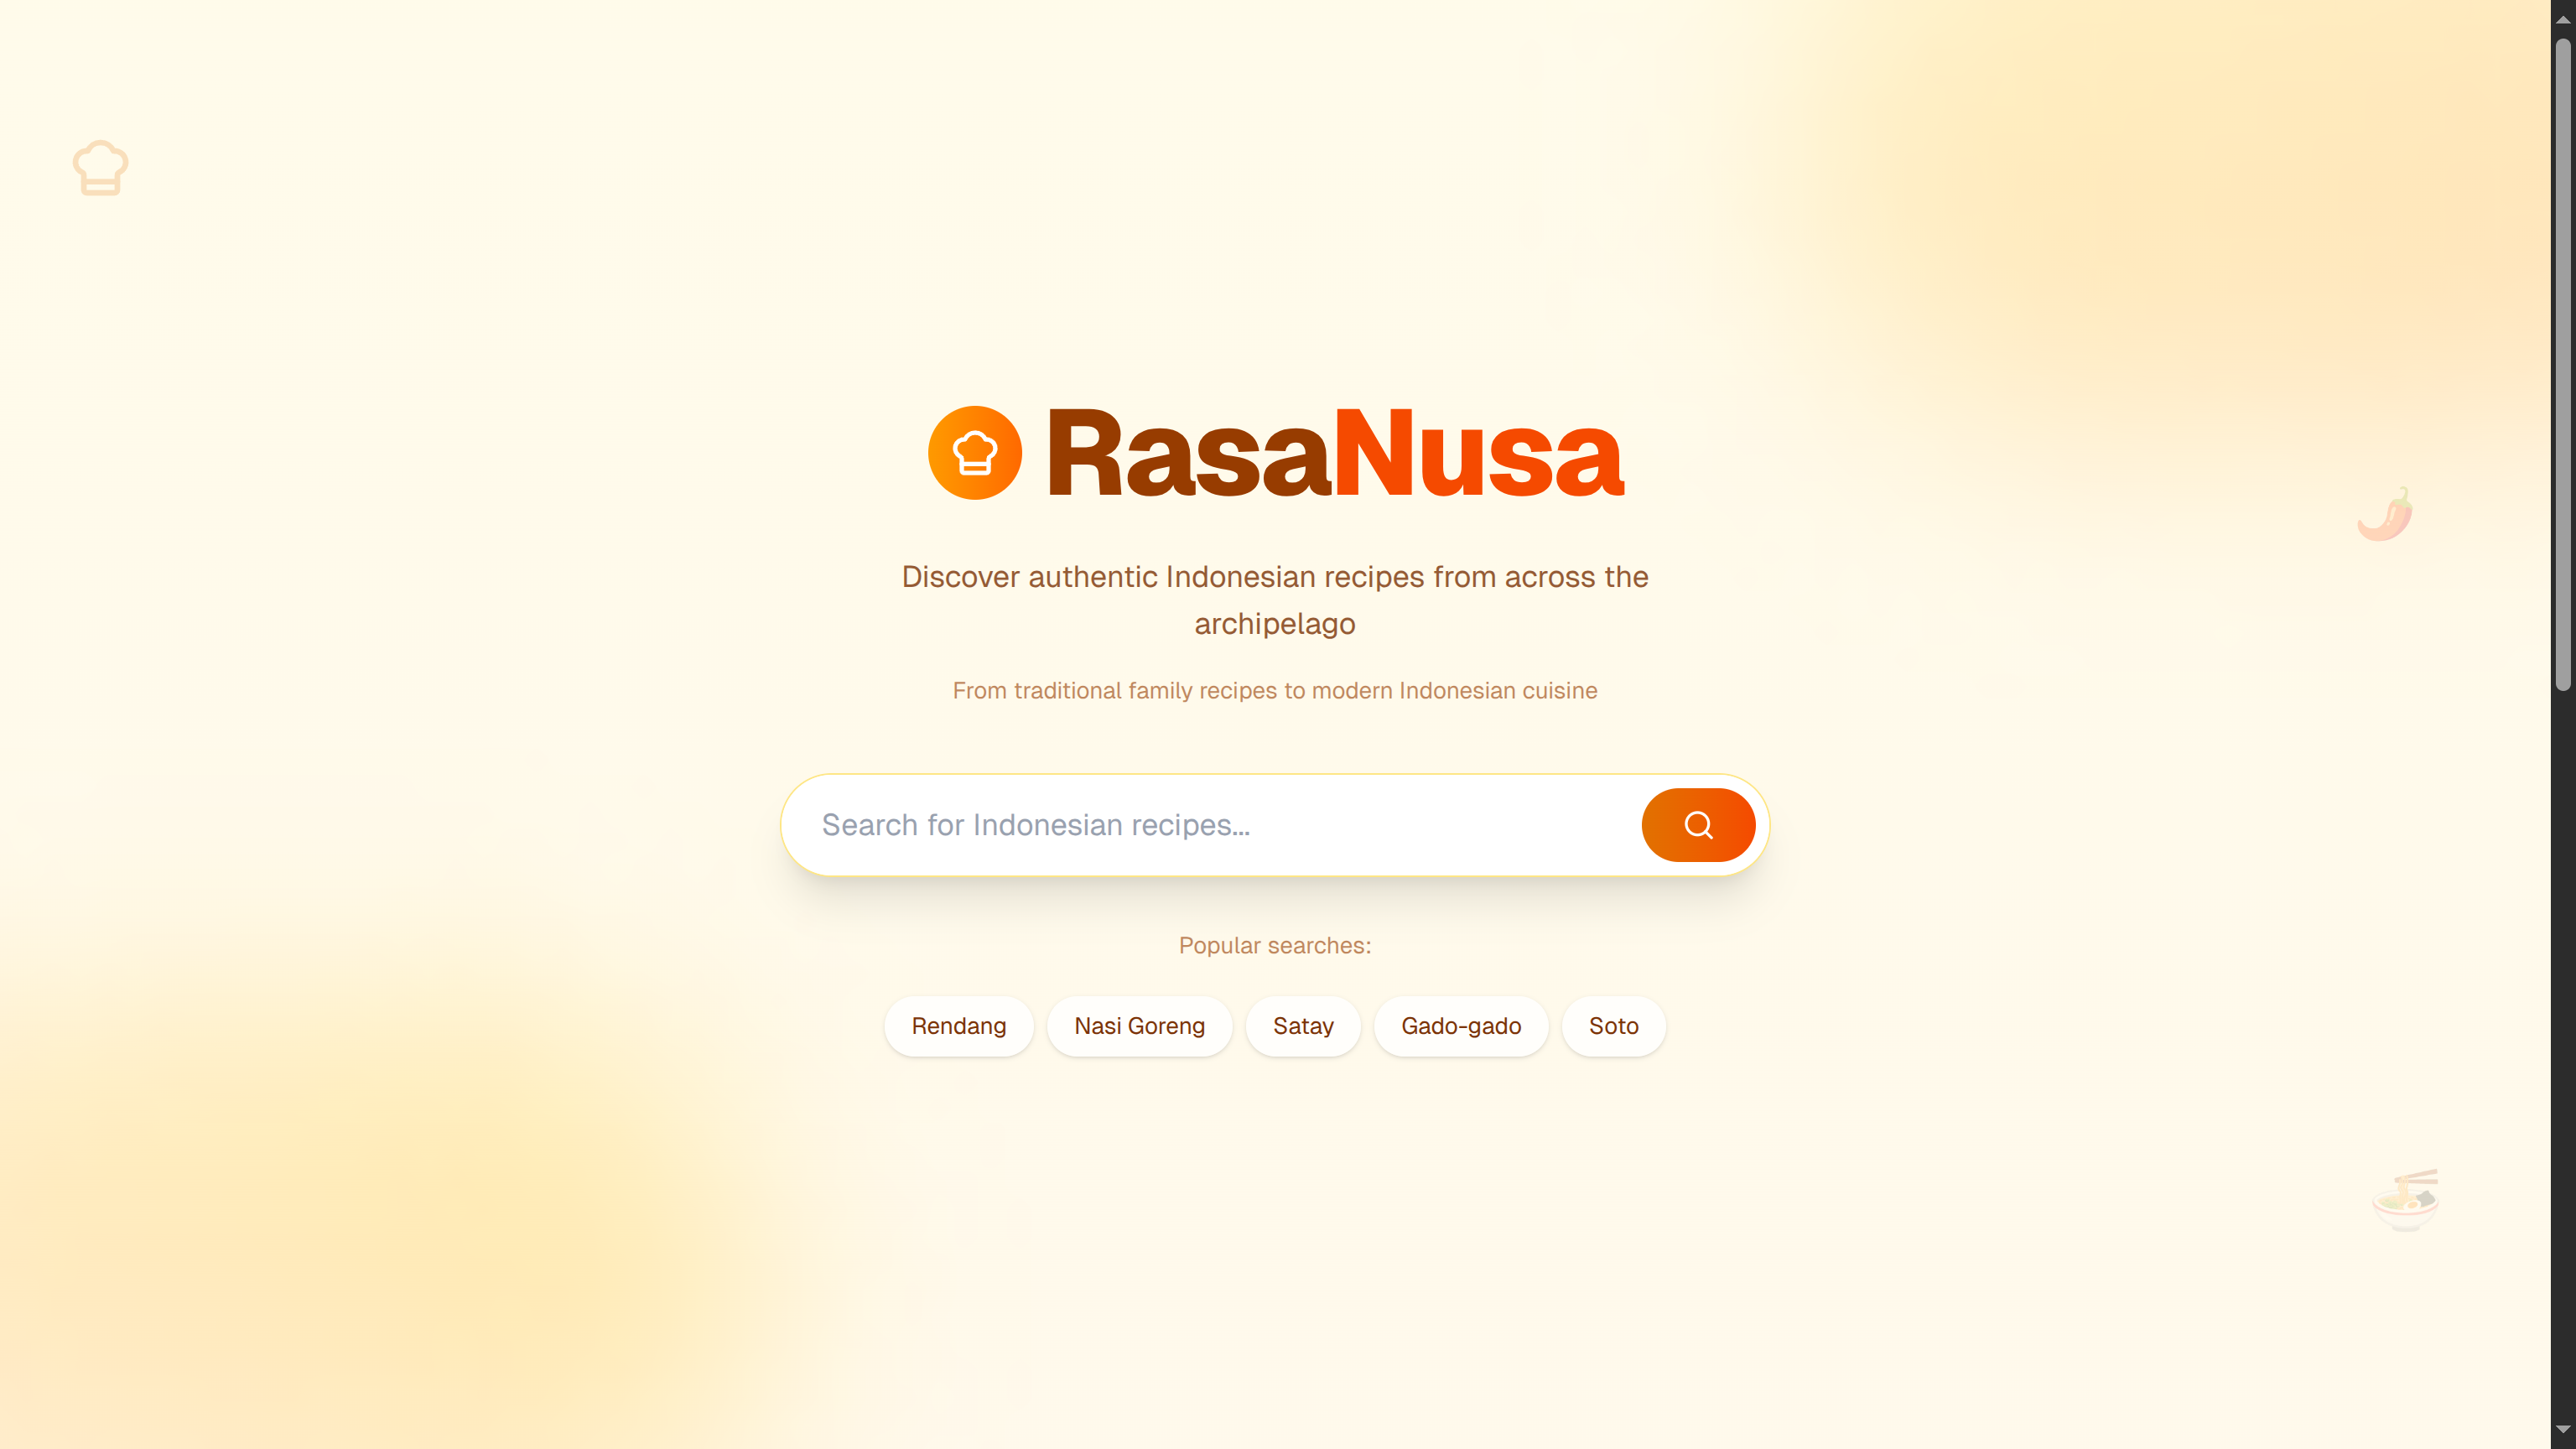 RasaNusa
Discover authentic Indonesian recipes from across the
archipelago
From traditional family recipes to modern Indonesian cuisine
Search for Indonesian recipes...
Popular searches:
Rendang
Nasi Goreng
Satay
Gado-gado
Soto